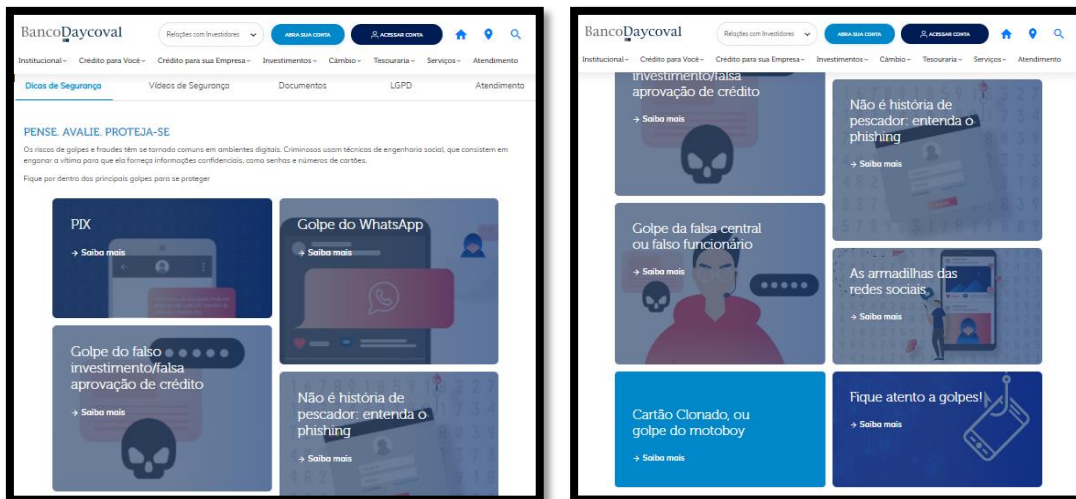 BancoDaycoval
Relações com Investidores
ABRA SUA CONTA
ACESSAR CONTA
Institucional
Crédito para Você
Crédito para sua Empresa
Investimentos
Câmbio
Tesouraria
Serviços
Atendimento
Dicas de Segurança
Vídeos de Segurança
Documentos
LGPD
Atendimento
PENSE. AVALIE. PROTEJA-SE
Os riscos de golpes e fraudes têm se tornado comuns em ambientes digitais. Criminosos usam técnicas de engenharia social, que consistem em
enganar a vítima para que ela forneça informações confidenciais, como senhas e números de cartões.
Fique por dentro dos principais golpes para se proteger
PIX
→ Saiba mais
Golpe do WhatsApp
→ Saiba mais
Golpe do falso
investimento/falsa
aprovação de crédito
→ Saiba mais
Não é história de
pescador: entenda o
phishing
→ Saiba mais
BancoDaycoval
Relações com Investidores
ABRA SUA CONTA
ACESSAR CONTA
Institucional
Crédito para Você
Crédito para sua Empresa
Investimentos
Câmbio
Tesouraria
Serviços
Atendimento
investimento/falsa
aprovação de crédito
→ Saiba mais
Não é história de
pescador: entenda o
phishing
→ Saiba mais
Golpe da falsa central
ou falso funcionário
→ Saiba mais
As armadilhas das
redes sociais
→ Saiba mais
Cartão Clonado, ou
golpe do motoboy
→ Saiba mais
Fique atento a golpes!
→ Saiba mais